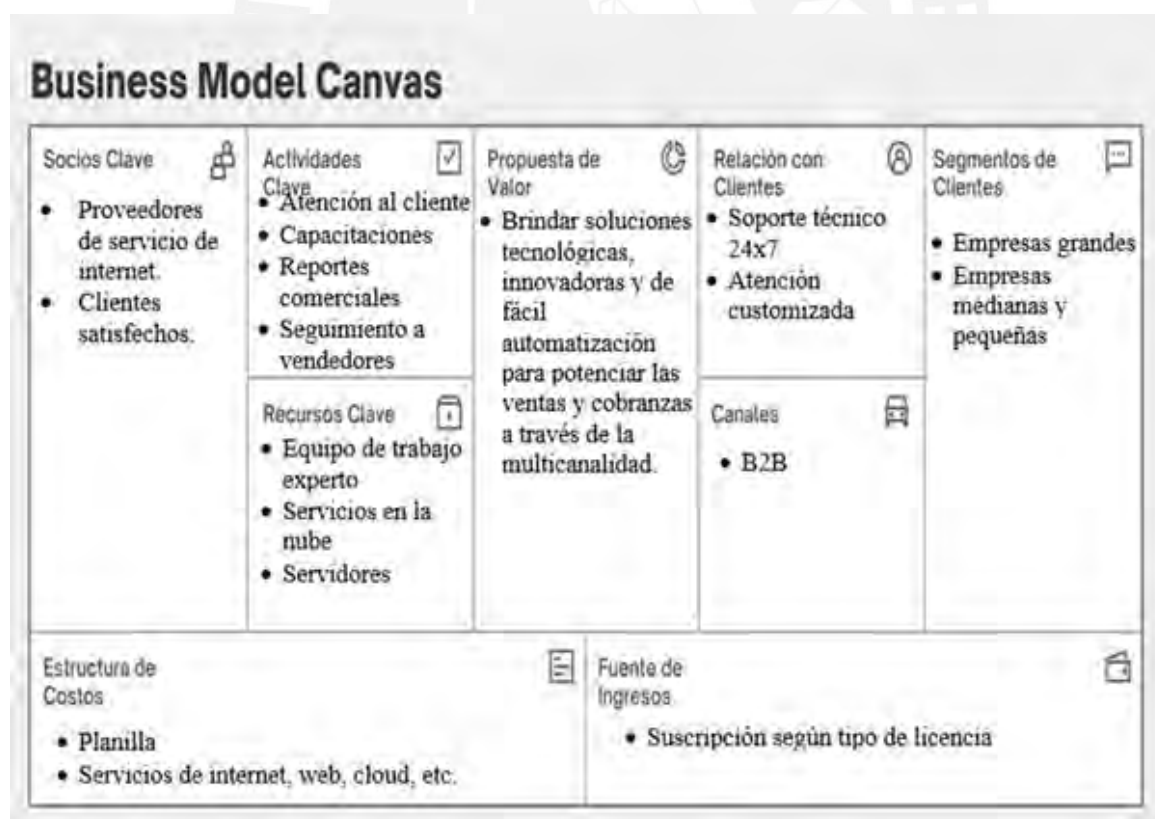 Business Model Canvas
Socios Clave
• Proveedores
de servicio de
internet.
• Clientes
satisfechos.
Actividades
Clave
• Atención al cliente
• Capacitaciones
• Reportes
comerciales
• Seguimiento a
vendedores
Recursos Clave
• Equipo de trabajo
experto
• Servicios en la
nube
• Servidores
Propuesta de
Valor
• Brindar soluciones
tecnológicas,
innovadoras y de
fácil
automatización
para potenciar las
ventas y cobranzas
a través de la
multicanalidad.
Relación con
Clientes
• Soporte técnico
24x7
• Atención
customizada
Canales
• B2B
Segmentos de
Clientes
• Empresas grandes
• Empresas
medianas y
pequeñas
Estructura de
Costos
• Planilla
• Servicios de internet, web, cloud, etc.
Fuente de
Ingresos
• Suscripción según tipo de licencia